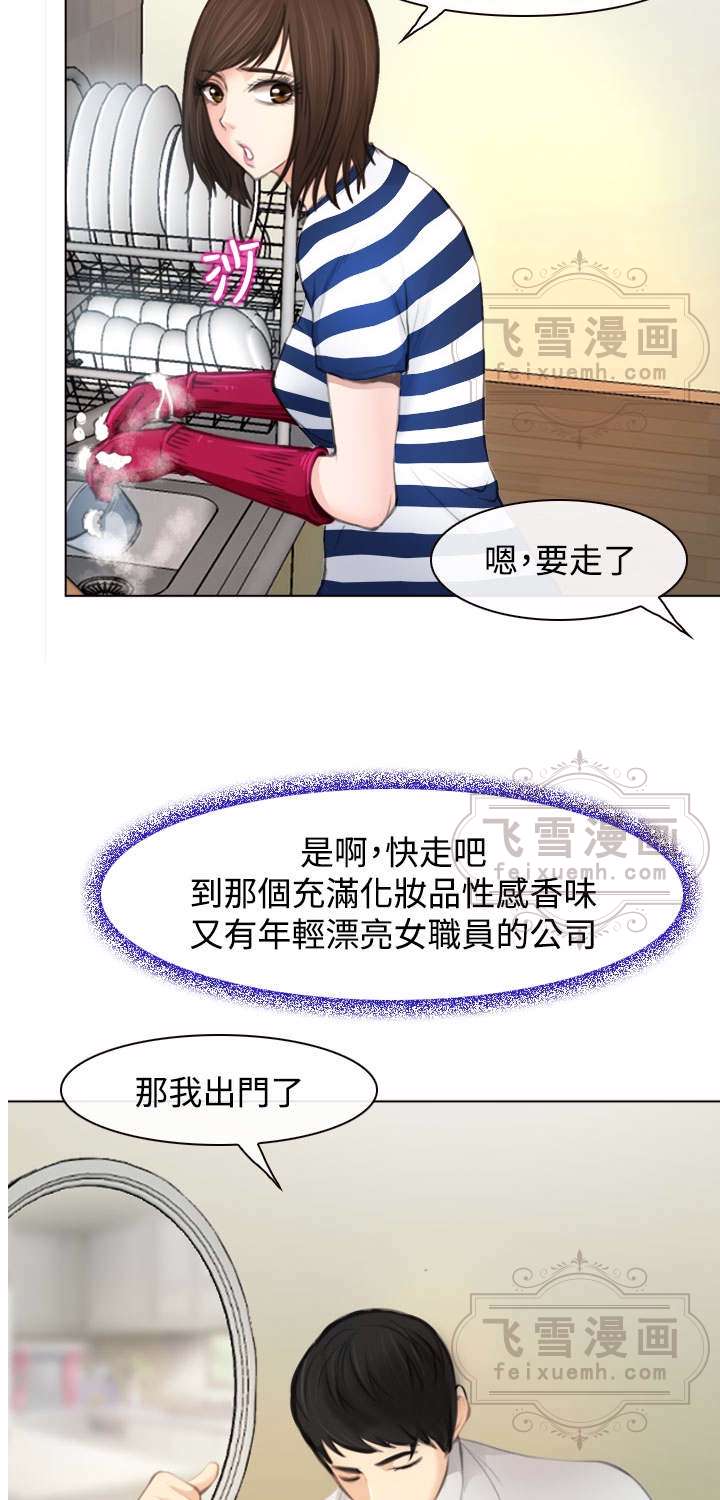 沙
飞雪漫画
feixuemh.com
嗯，要走了
飞雪漫画
feixuemh.com
是啊，快走吧
到那個充滿化妝品性感香味
又有年輕漂亮女職員的公司
那我出門了
飞雪漫画
feixuemh.com